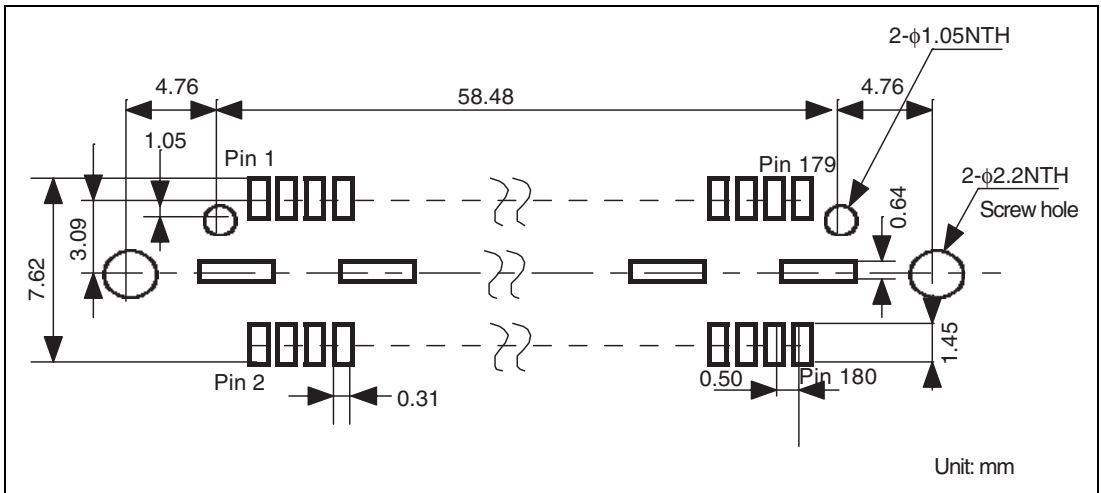 2-φ1.05NTH
4.76
58.48
4.76
1.05
Pin 1
Pin 179
2-φ2.2NTH
Screw hole
0.64
3.09
7.62
1.45
Pin 2
0.31
0.50
Pin 180
Unit: mm